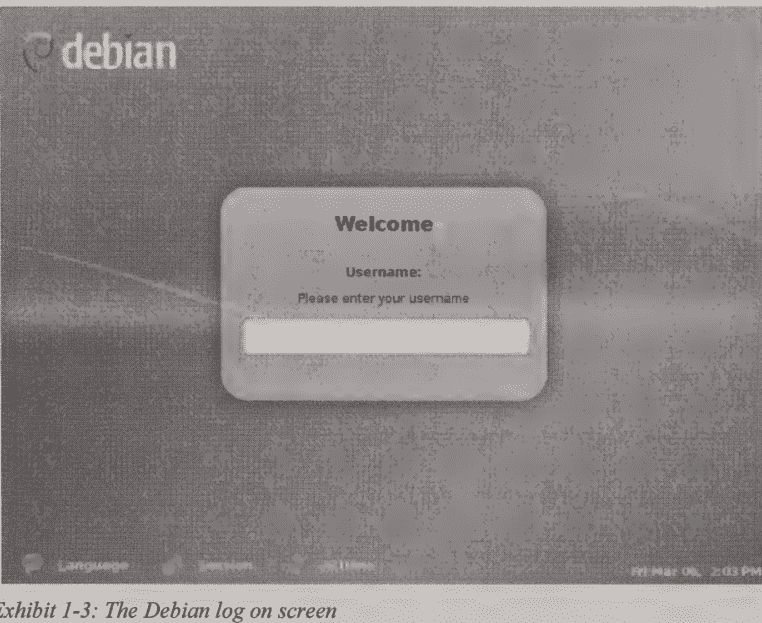 debian
Welcome
Username:
Please enter your username
Language
Session
Actions
Fri Mar 06, 2:03 PM
Exhibit 1-3: The Debian log on screen